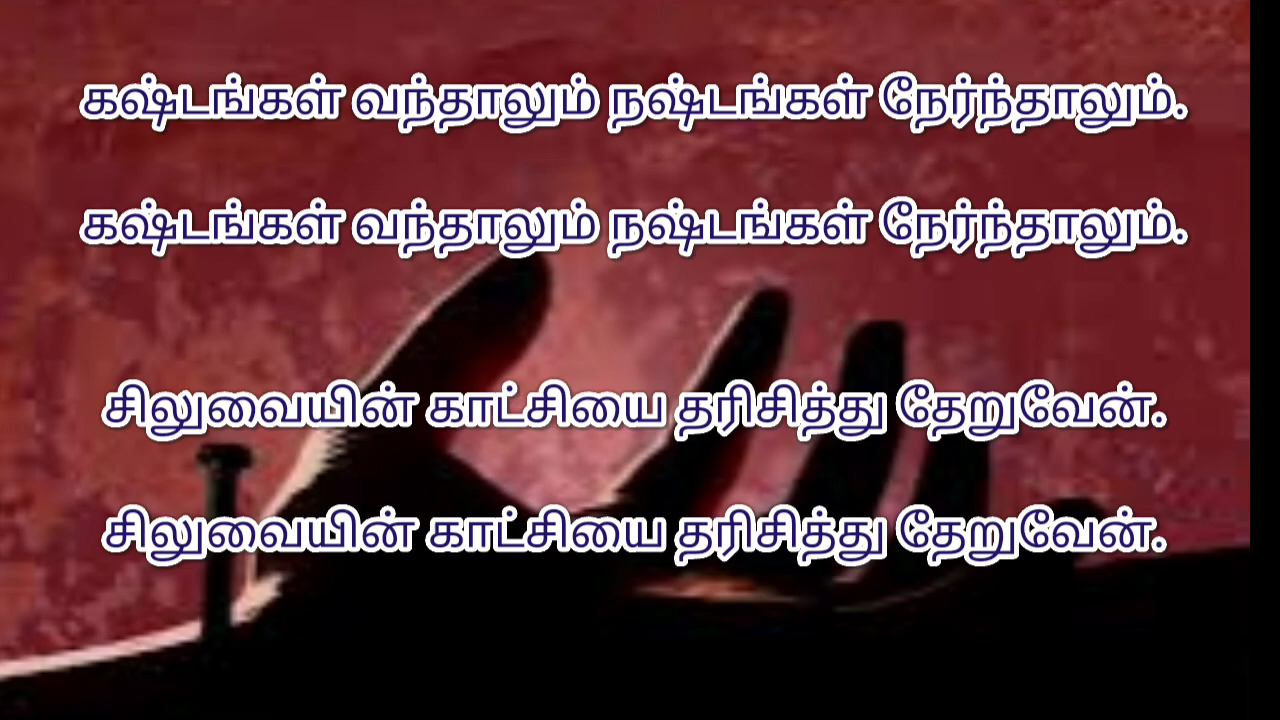 கஷ்டங்கள் வந்தாலும் நஷ்டங்கள் நேர்ந்தாலும்.
கஷ்டங்கள் வந்தாலும் நஷ்டங்கள் நேர்ந்தாலும்.
சிலுவையின் காட்சியை தரிசித்து தேறுவேன்.
சிலுவையின் காட்சியை தரிசித்து தேறுவேன்.